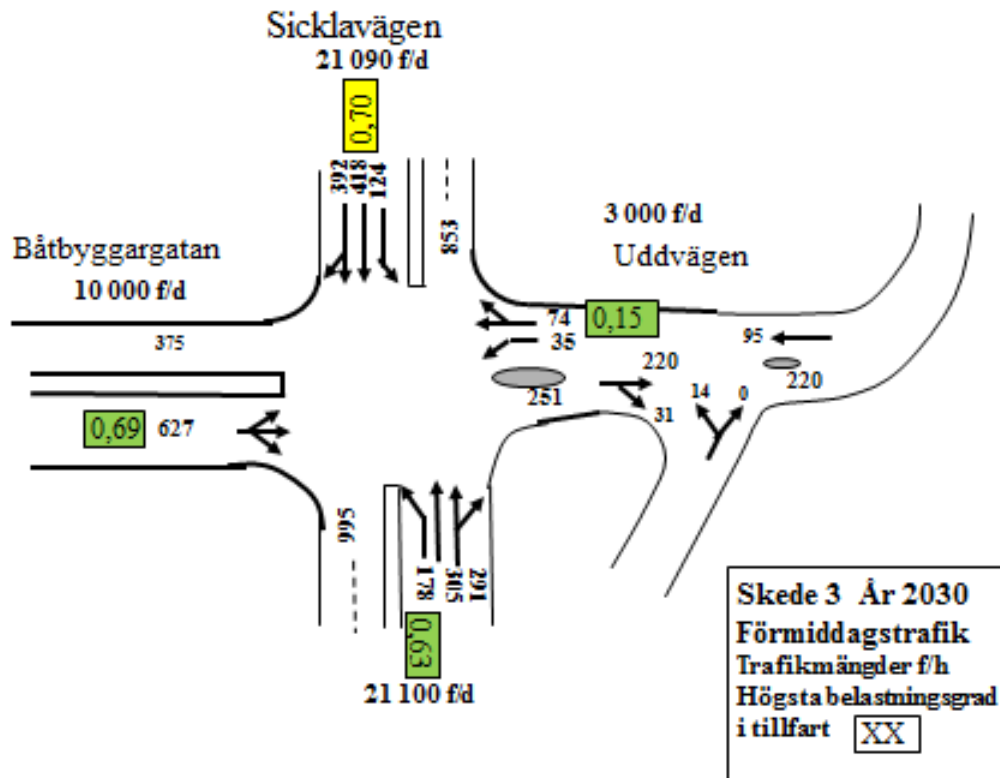 Sicklavägen
21 090 f/d
0,70
392
418
124
853
3 000 f/d
Uddvägen
Båtbyggargatan
10 000 f/d
375
74
0,15
35
95
220
220
251
14
0
31
0,69
627
995
178
305
291
0,63
21 100 f/d
Skede 3 År 2030
Förmiddagstrafik
Trafikmängder f/h
Högsta belastningsgrad
i tillfart XX